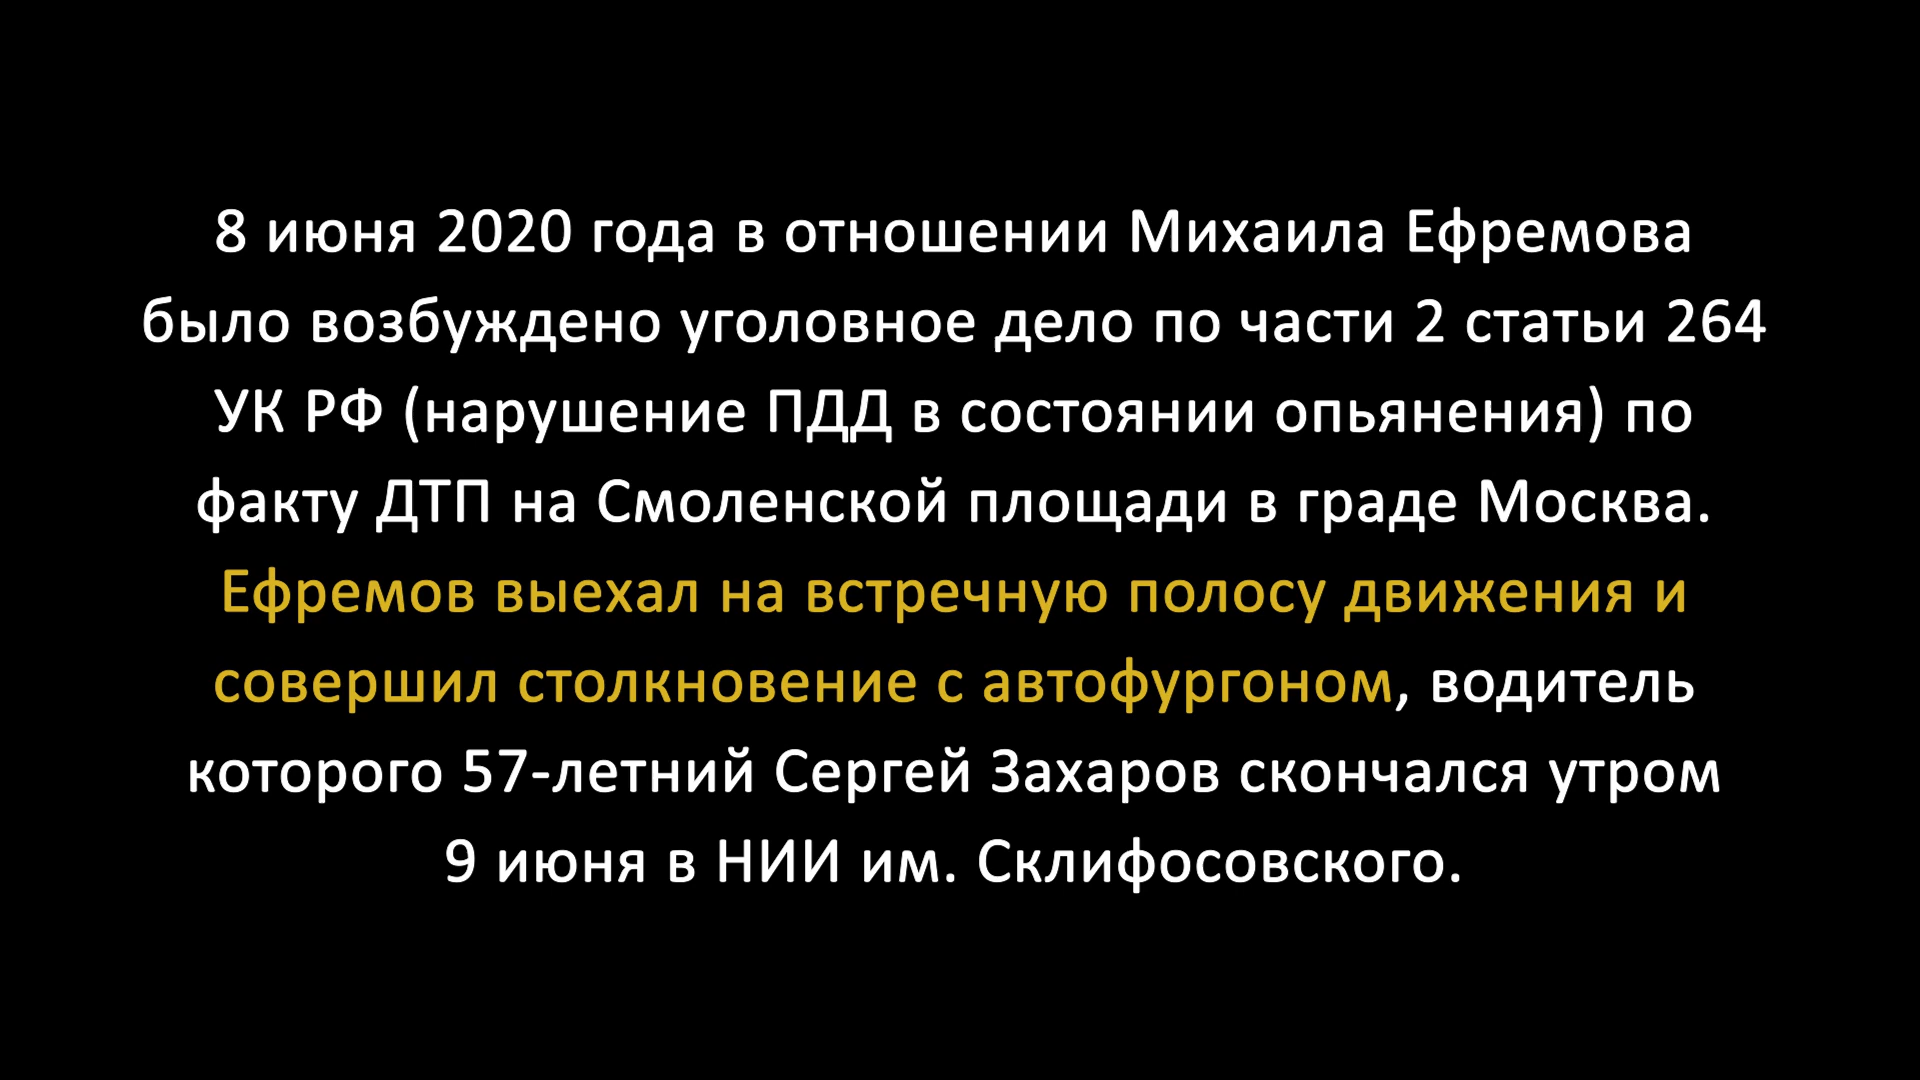 8 июня 2020 года в отношении Михаила Ефремова
было возбуждено уголовное дело по части 2 статьи 264
УК РФ (нарушение ПДД в состоянии опьянения) по
факту ДТП на Смоленской площади в граде Москва.
Ефремов выехал на встречную полосу движения и
совершил столкновение с автофургоном, водитель
которого 57-летний Сергей Захаров скончался утром
9 июня в НИИ им. Склифосовского.